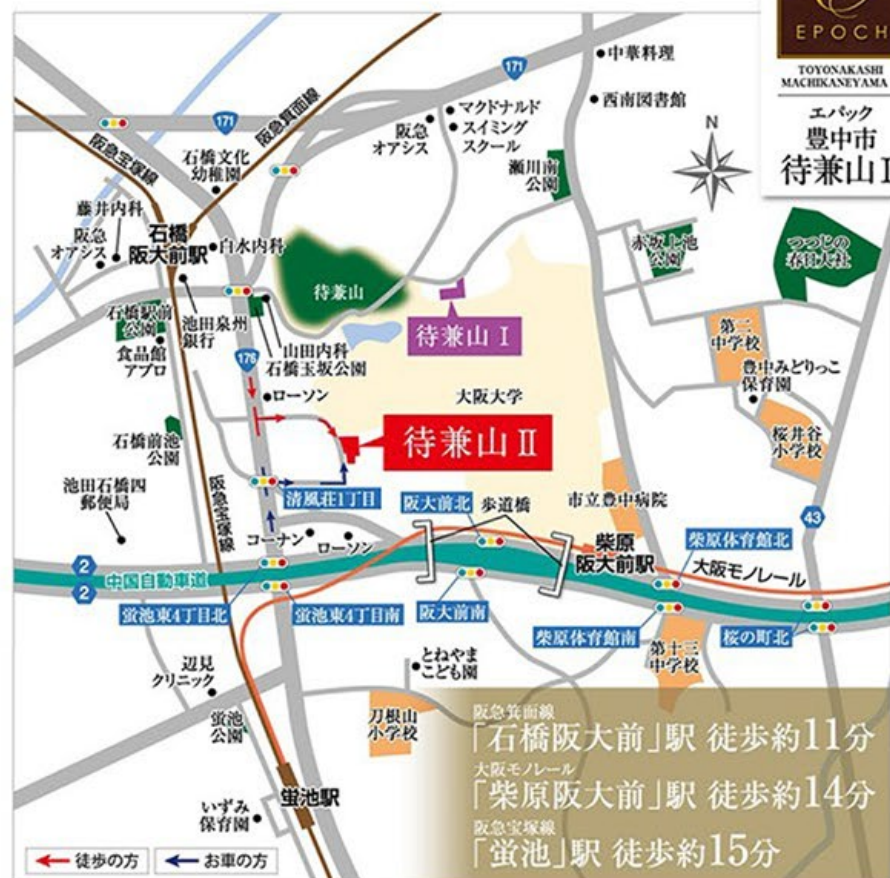 EPOCH
TOYONAKASHI
MACHIKANEYAMA
エパック
豊中市
待兼山
N
171
中華料理
西南図書館
マクドナルド
スイミング
スクール
阪急
オアシス
瀬川南
公園
171
阪急箕面線
阪急宝塚線
石橋文化
幼稚園
藤井内科
阪急
オアシス
石橋
阪大前駅
白水内科
待兼山
赤坂上池
公園
つつじの
春日大社
石橋駅前
公園
池田泉州
銀行
食品館
アプロ
176
山田内科
石橋玉坂公園
待兼山 I
第二
中学校
豊中みどりっこ
保育園
ローソン
大阪大学
待兼山 II
桜井谷
小学校
石橋前池
公園
池田石橋四
郵便局
阪急宝塚線
清風荘1丁目
阪大前北
歩道橋
市立豊中病院
43
コーナン
ローソン
柴原
阪大前駅
柴原体育館北
大阪モノレール
2
2
中国自動車道
蛍池東4丁目北
蛍池東4丁目南
阪大前南
柴原体育館南
桜の町北
第十三
中学校
辺見
クリニック
とねやま
こども園
蛍池
公園
刀根山
小学校
蛍池駅
いずみ
保育園
阪急箕面線
「石橋阪大前」駅 徒歩約11分
大阪モノレール
「柴原阪大前」駅 徒歩約14分
阪急宝塚線
「蛍池」駅 徒歩約15分
徒歩の方
お車の方